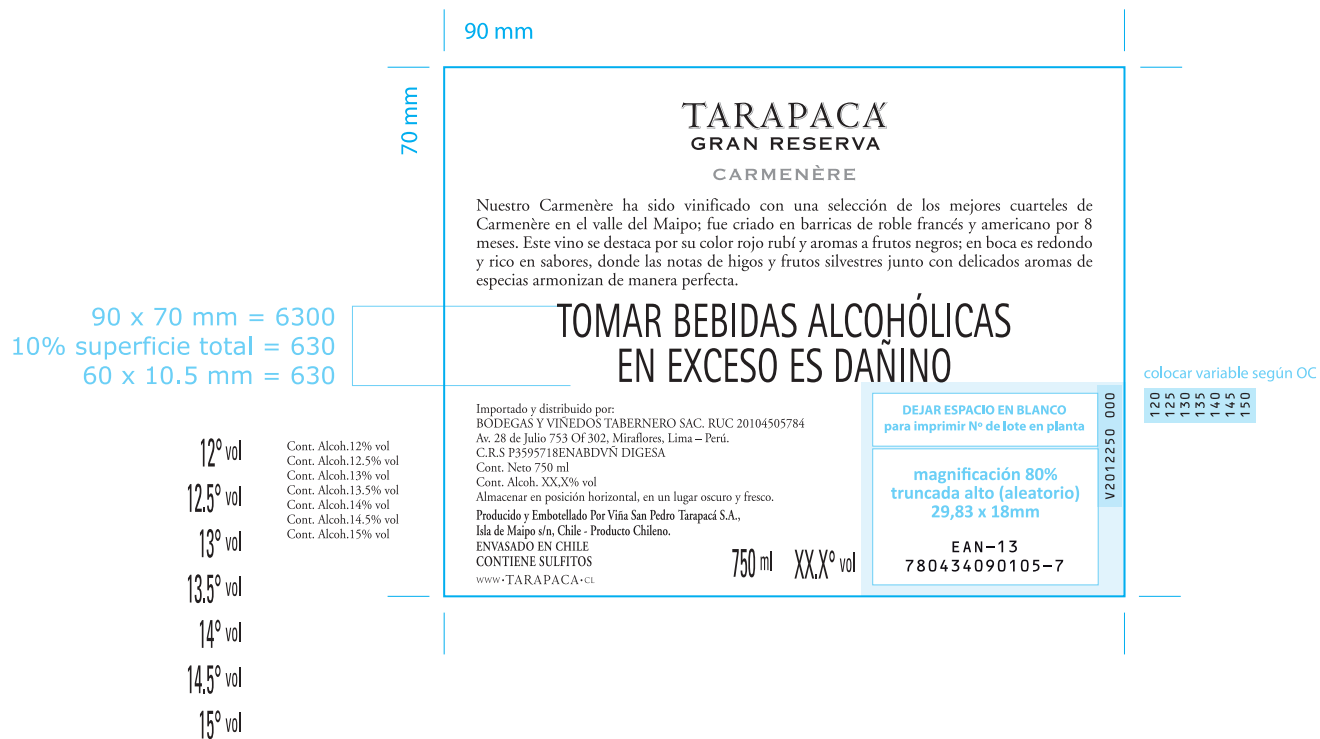 90 mm
70 mm
TARAPACÁ
GRAN RESERVA
CARMENÈRE
Nuestro Carmenère ha sido vinificado con una selección de los mejores cuarteles de
Carmenère en el valle del Maipo; fue criado en barricas de roble francés y americano por 8
meses. Este vino se destaca por su color rojo rubí y aromas a frutos negros; en boca es redondo
y rico en sabores, donde las notas de higos y frutos silvestres junto con delicados aromas de
especias armonizan de manera perfecta.
90 x 70 mm = 6300
10% superficie total = 630
60 x 10.5 mm = 630
TOMAR BEBIDAS ALCOHÓLICAS
EN EXCESO ES DAÑINO
Importado y distribuido por:
BODEGAS Y VIÑEDOS TABERNERO SAC. RUC 20104505784
Av. 28 de Julio 753 Of 302, Miraflores, Lima – Perú.
C.R.S P3595718ENABDVÑ DIGESA
Cont. Neto 750 ml
Cont. Alcoh. XX,X% vol
Almacenar en posición horizontal, en un lugar oscuro y fresco.
Producido y Embotellado Por Viña San Pedro Tarapacá S.A.,
Isla de Maipo s/n, Chile - Producto Chileno.
ENVASADO EN CHILE
CONTIENE SULFITOS
WWW•TARAPACA•CL
750 ml
XX.X° vol
DEJAR ESPACIO EN BLANCO
para imprimir Nº de lote en planta
magnificación 80%
truncada alto (aleatorio)
29,83 x 18mm
EAN-13
780434090105-7
V2012250 000
colocar variable según OC
120
125
130
135
140
145
150
12° vol
12.5° vol
13° vol
13.5° vol
14° vol
14.5° vol
15° vol
Cont. Alcoh.12% vol
Cont. Alcoh.12.5% vol
Cont. Alcoh.13% vol
Cont. Alcoh.13.5% vol
Cont. Alcoh.14% vol
Cont. Alcoh.14.5% vol
Cont. Alcoh.15% vol